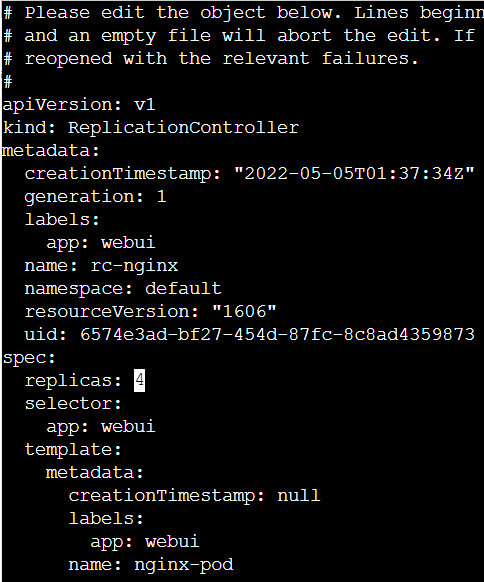 # Please edit the object below. Lines beginn
# and an empty file will abort the edit. If
# reopened with the relevant failures.
#
apiVersion: v1
kind: ReplicationController
metadata:
  creationTimestamp: "2022-05-05T01:37:34Z"
  generation: 1
  labels:
    app: webui
  name: rc-nginx
  namespace: default
  resourceVersion: "1606"
  uid: 6574e3ad-bf27-454d-87fc-8c8ad4359873
spec:
  replicas: 4
  selector:
    app: webui
  template:
    metadata:
      creationTimestamp: null
      labels:
        app: webui
      name: nginx-pod